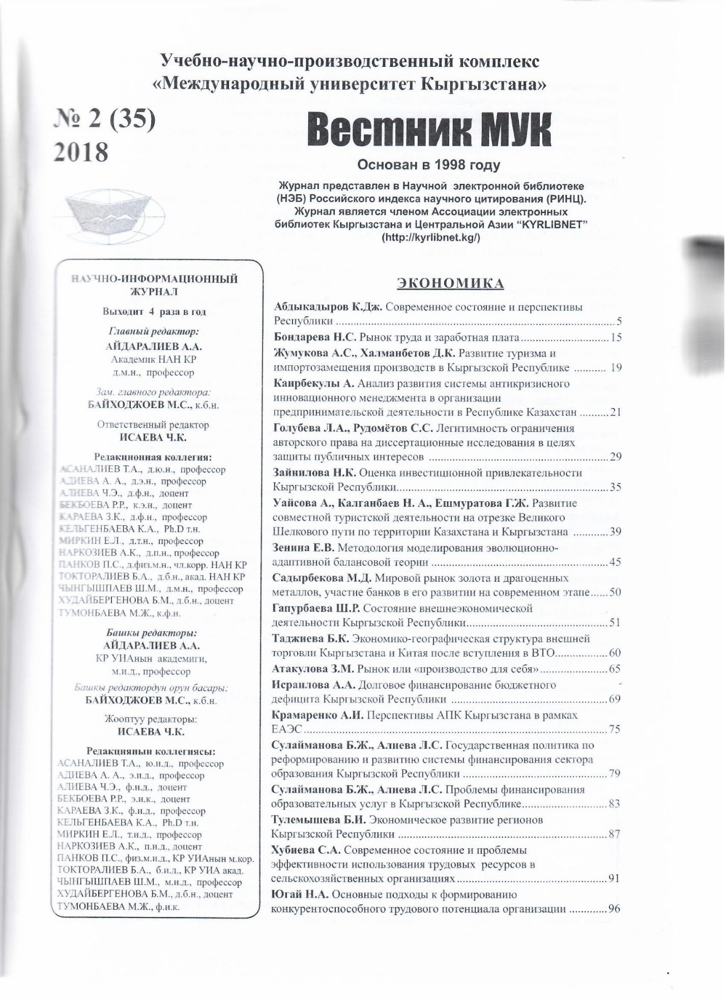 Учебно-научно-производственный комплекс
«Международный университет Кыргызстана»
№ 2 (35)
2018
Вестник МУК
Основан в 1998 году
Журнал представлен в Научной электронной библиотеке
(НЭБ) Российского индекса научного цитирования (РИНЦ).
Журнал является членом Ассоциации электронных
библиотек Кыргызстана и Центральной Азии “KYRLIBNET”
(http://kyrlibnet.kg/)
НАУЧНО-ИНФОРМАЦИОННЫЙ
ЖУРНАЛ
Выходит 4 раза в год
Главный редактор:
АЙДАРАЛИЕВ А.А.
Академик НАН КР
д.м.н., профессор
Зам. главного редактора:
БАЙХОДЖОЕВ М.С., к.б.н.
Ответственный редактор
ИСАЕВА Ч.К.
Редакционная коллегия:
АСАНАЛИЕВ Т.А., д.ю.н., профессор
АДИЕВА А. А., д.э.н., профессор
АЛИЕВА Ч.Э., д.ф.н., доцент
БЕКБОЕВА Р.Р., к.э.н., доцент
КАРАЕВА З.К., д.ф.н., профессор
КЕЛЬГЕНБАЕВА К.А., Ph.D т.н.
МИРКИН Е.Л., д.т.н., профессор
НАРКОЗИЕВ А.К., д.п.н., профессор
ПАНКОВ П.С., д.физ.м.н., чл.корр. НАН КР
ТОКТОРАЛИЕВ Б.А., д.б.н., акад. НАН КР
ЧЫНГЫШПАЕВ Ш.М., д.м.н., профессор
ХУДАЙБЕРГЕНОВА Б.М., д.б.н., доцент
ТУМОНБАЕВА М.Ж., к.ф.н.
Башкы редакторы:
АЙДАРАЛИЕВ А.А.
КР УИАнын академиги,
м.и.д., профессор
Башкы редактордун орун басары:
БАЙХОДЖОЕВ М.С., к.б.н.
Жооптуу редакторы:
ИСАЕВА Ч.К.
Редакциянын коллегиясы:
АСАНАЛИЕВ Т.А., ю.и.д., профессор
АДИЕВА А. А., э.и.д., профессор
АЛИЕВА Ч.Э., ф.и.д., доцент
БЕКБОЕВА Р.Р., э.и.к., доцент
КАРАЕВА З.К., ф.и.д., профессор
КЕЛЬГЕНБАЕВА К.А., Ph.D т.и.
МИРКИН Е.Л., т.и.д., профессор
НАРКОЗИЕВ А.К., п.и.д., доцент
ПАНКОВ П.С., физ.м.и.д., КР УИАнын м.кор.
ТОКТОРАЛИЕВ Б.А., б.и.д., КР УИА акад.
ЧЫНГЫШПАЕВ Ш.М., м.и.д., профессор
ХУДАЙБЕРГЕНОВА Б.М., д.б.н., доцент
ТУМОНБАЕВА М.Ж., ф.и.к.
ЭКОНОМИКА
Абдыкадыров К.Дж. Современное состояние и перспективы
Республики ........ 5
Бондарева Н.С. Рынок труда и заработная плата........ 15
Жумукова А.С., Халманбетов Д.К. Развитие туризма и
импортозамещения производств в Кыргызской Республике ........ 19
Каирбекулы А. Анализ развития системы антикризисного
инновационного менеджмента в организации
предпринимательской деятельности в Республике Казахстан ........21
Голубева Л.А., Рудомётов С.С. Легитимность ограничения
авторского права на диссертационные исследования в целях
защиты публичных интересов ........29
Зайнилова Н.К. Оценка инвестиционной привлекательности
Кыргызской Республики........35
Уайсова А., Калганбаев Н. А., Ешмуратова Г.Ж. Развитие
совместной туристской деятельности на отрезке Великого
Шелкового пути по территории Казахстана и Кыргызстана ........39
Зенина Е.В. Методология моделирования эволюционно-
адаптивной балансовой теории ........45
Садырбекова М.Д. Мировой рынок золота и драгоценных
металлов, участие банков в его развитии на современном этапе......50
Гапурбаева Ш.Р. Состояние внешнеэкономической
деятельности Кыргызской Республики........51
Таджиева Б.К. Экономико-географическая структура внешней
торговли Кыргызстана и Китая после вступления в ВТО........60
Атакулова З.М. Рынок или «производство для себя»........65
Исраилова А.А. Долговое финансирование бюджетного
дефицита Кыргызской Республики ........69
Крамаренко А.И. Перспективы АПК Кыргызстана в рамках
ЕАЭС........75
Сулайманова Б.Ж., Алиева Л.С. Государственная политика по
реформированию и развитию системы финансирования сектора
образования Кыргызской Республики ........79
Сулайманова Б.Ж., Алиева Л.С. Проблемы финансирования
образовательных услуг в Кыргызской Республике........83
Тулемышева Б.И. Экономическое развитие регионов
Кыргызской Республики ........87
Хубиева С.А. Современное состояние и проблемы
эффективности использования трудовых ресурсов в
сельскохозяйственных организациях........91
Югай Н.А. Основные подходы к формированию
конкурентоспособного трудового потенциала организации ........96